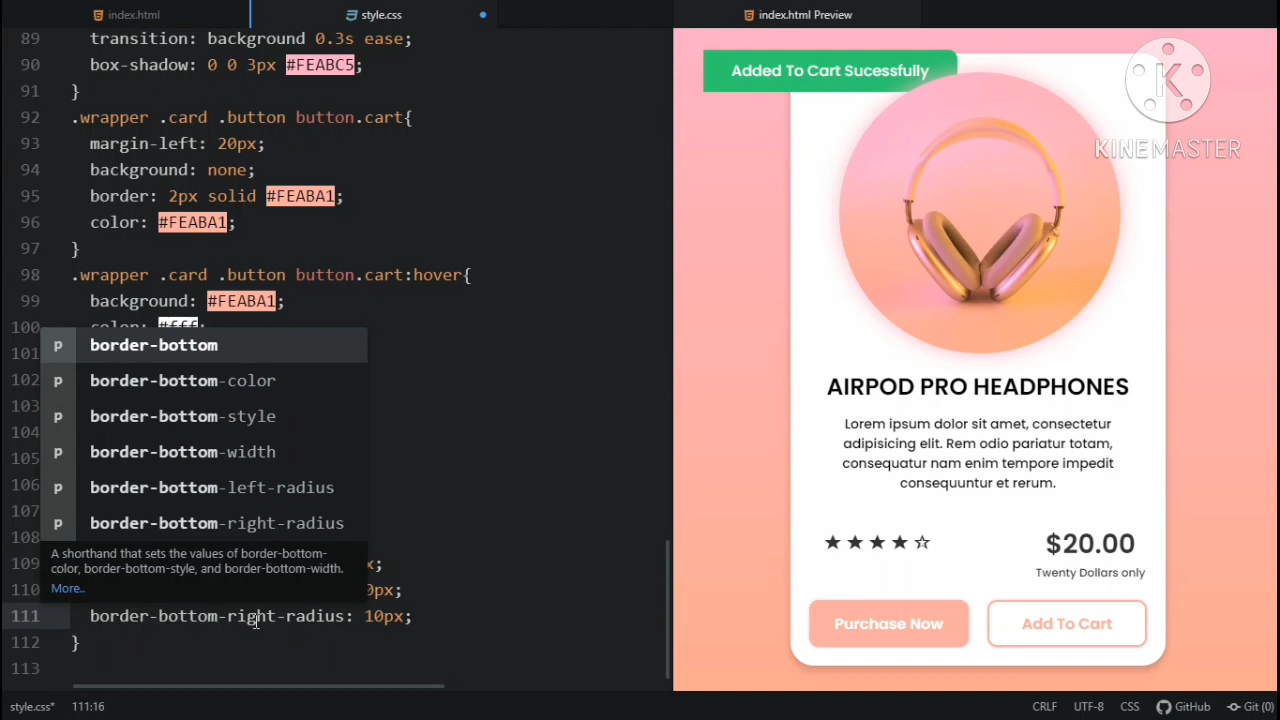 index.html
style.css
index.html Preview
89 transition: background 0.3s ease;
90 box-shadow: 0 0 3px #FEABC5;
91 }
92 .wrapper .card .button button.cart{
93 margin-left: 20px;
94 background: none;
95 border: 2px solid #FEABA1;
96 color: #FEABA1;
97 }
98 .wrapper .card .button button.cart:hover{
99 background: #FEABA1;
100 color: #fff;
101
102
103
104
105
106
107
108
109 x;
110 0px;
111 border-bottom-right-radius: 10px;
112 }
113
p border-bottom
p border-bottom-color
p border-bottom-style
p border-bottom-width
p border-bottom-left-radius
p border-bottom-right-radius
A shorthand that sets the values of border-bottom-
color, border-bottom-style, and border-bottom-width.
More..
Added To Cart Sucessfully
K
KINEMASTER
AIRPOD PRO HEADPHONES
Lorem ipsum dolor sit amet, consectetur
adipisicing elit. Rem odio pariatur totam,
consequatur nam enim tempore impedit
consequuntur et rerum.
$20.00
Twenty Dollars only
Purchase Now
Add To Cart
style.css* 111:16
CRLF UTF-8 CSS GitHub Git (0)